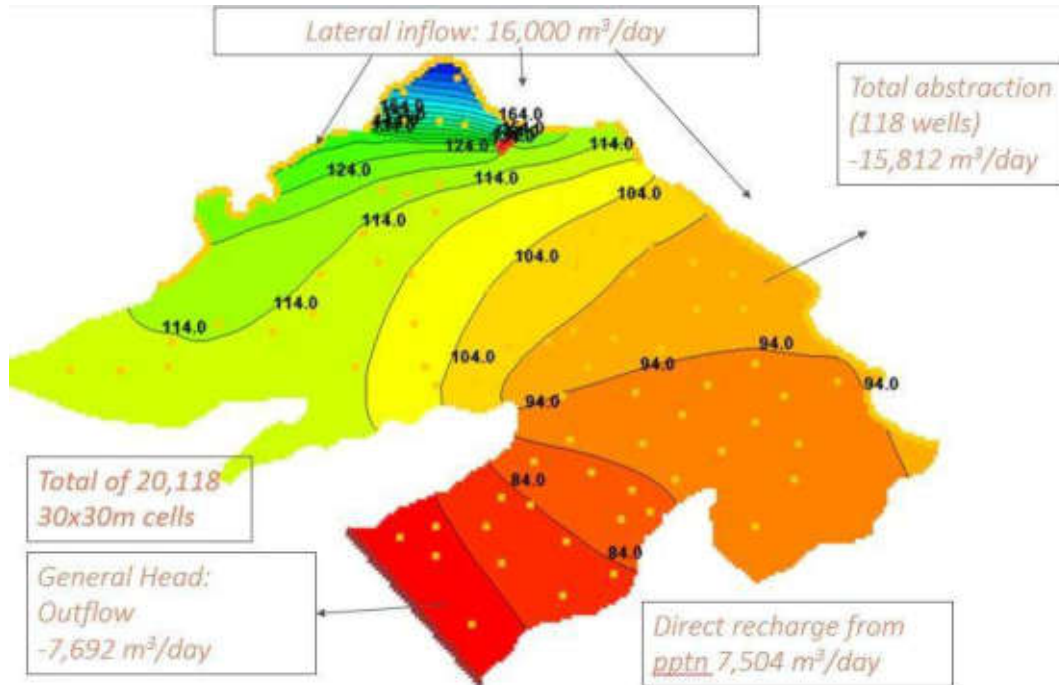 Lateral inflow: 16,000 m³/day
Total abstraction
(118 wells)
-15,812 m³/day
164.0
164.0
124.0
114.0
124.0
114.0
104.0
114.0
104.0
114.0
114.0
104.0
94.0
94.0
94.0
94.0
84.0
84.0
Total of 20,118
30x30m cells
General Head:
Outflow
-7,692 m³/day
Direct recharge from
pptn 7,504 m³/day